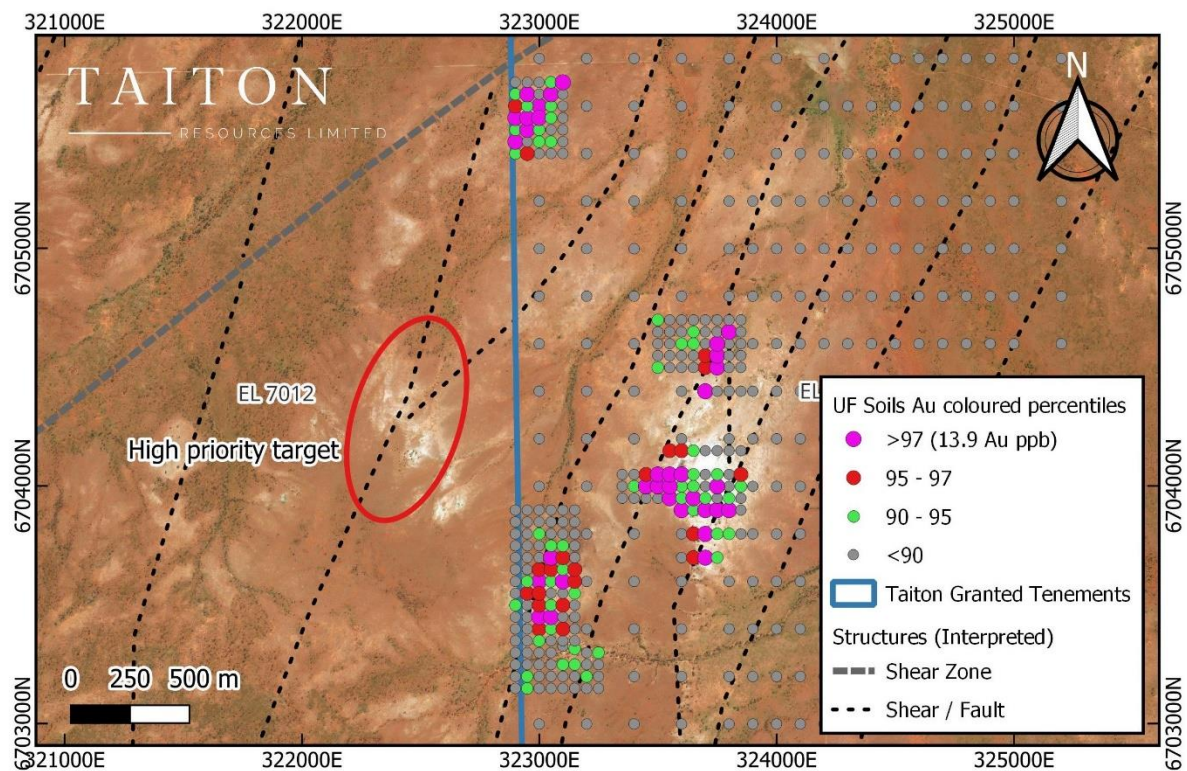 321000E 322000E 323000E 324000E 325000E
TAITON
RESOURCES LIMITED
N
6705000N
6705000N
EL 7012
High priority target
EL
6704000N
6704000N
UF Soils Au coloured percentiles
>97 (13.9 Au ppb)
95 - 97
90 - 95
<90
Taiton Granted Tenements
Structures (Interpreted)
Shear Zone
Shear / Fault
0 250 500 m
6703000N
6703000N
321000E 322000E 323000E 324000E 325000E